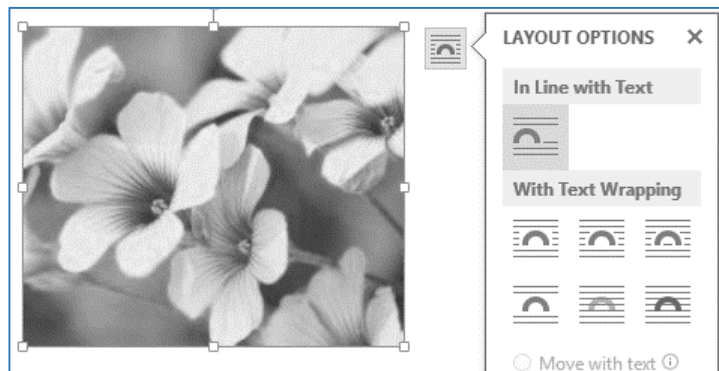 LAYOUT OPTIONS
In Line with Text
With Text Wrapping
Move with text